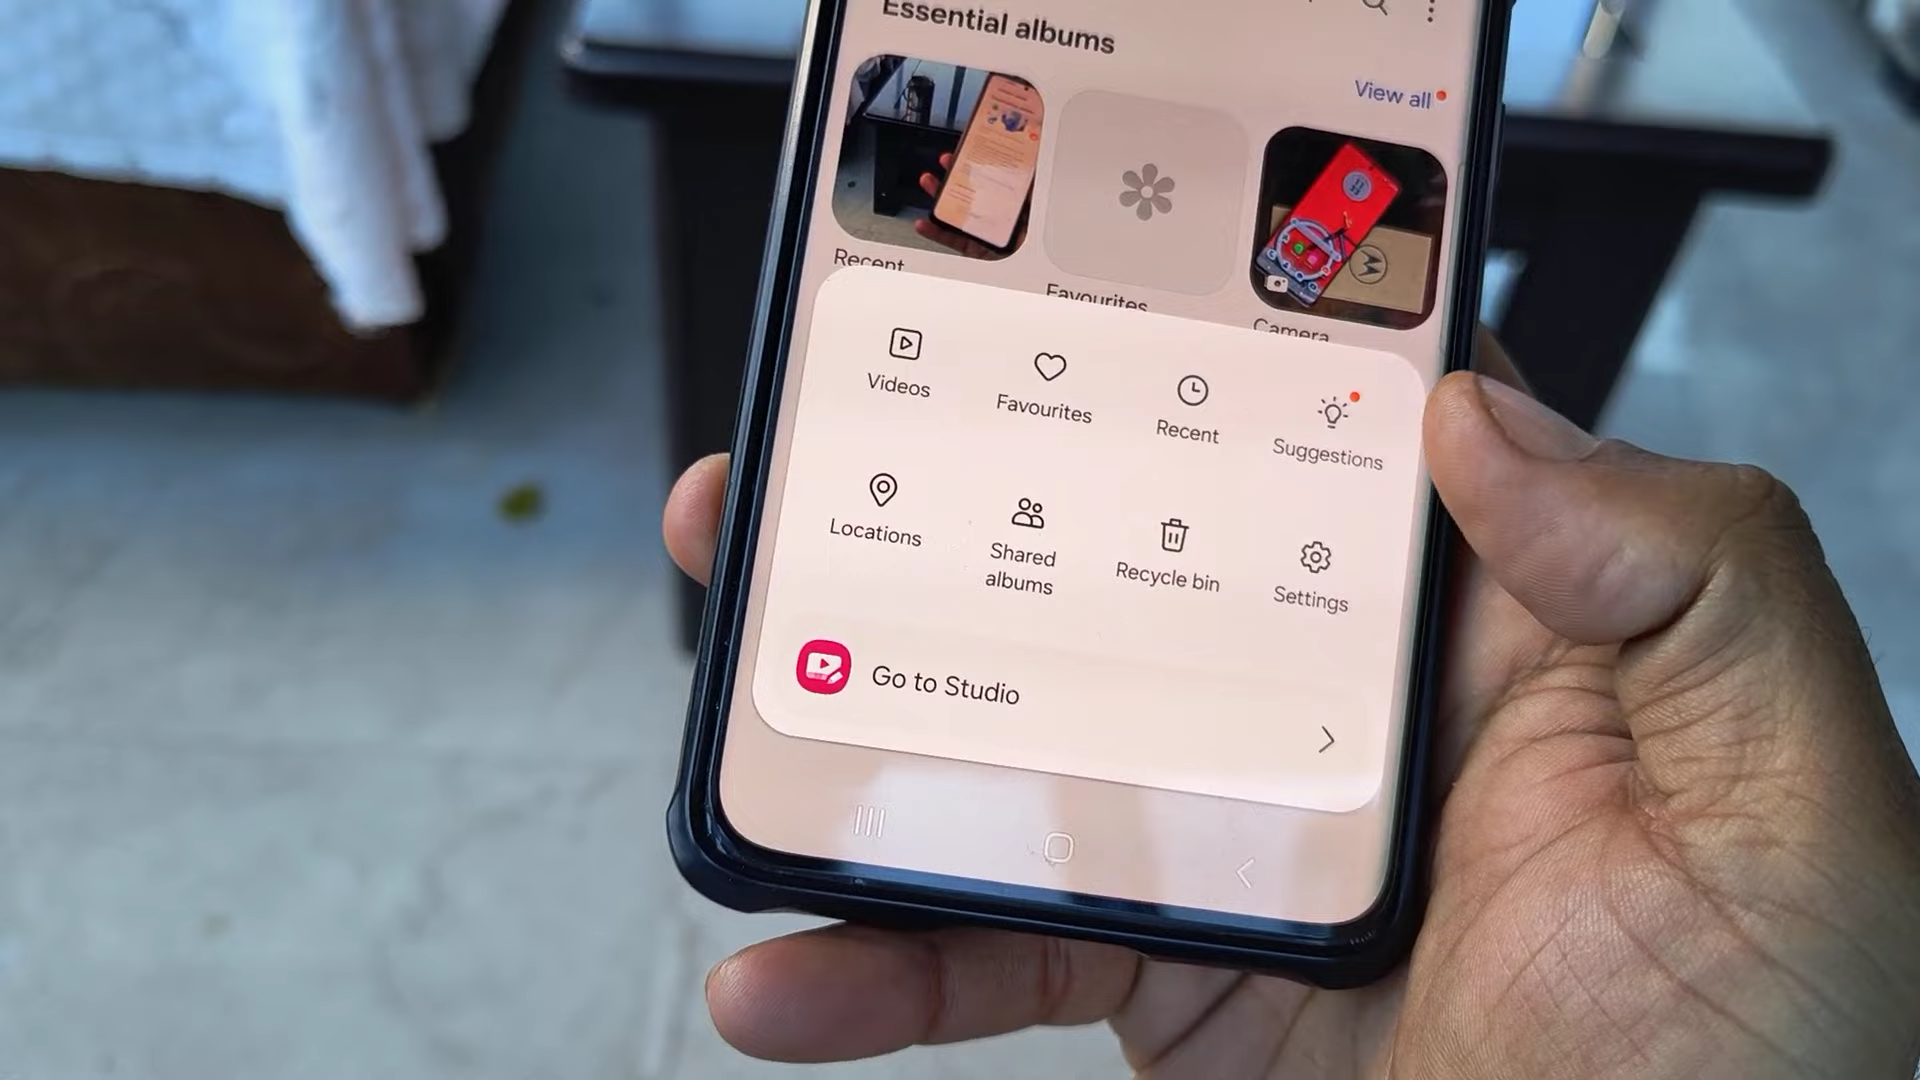 Essential albums
View all
Recent
Favourites
Camera
Videos
Favourites
Recent
Suggestions
Locations
Shared
albums
Recycle bin
Settings
Go to Studio